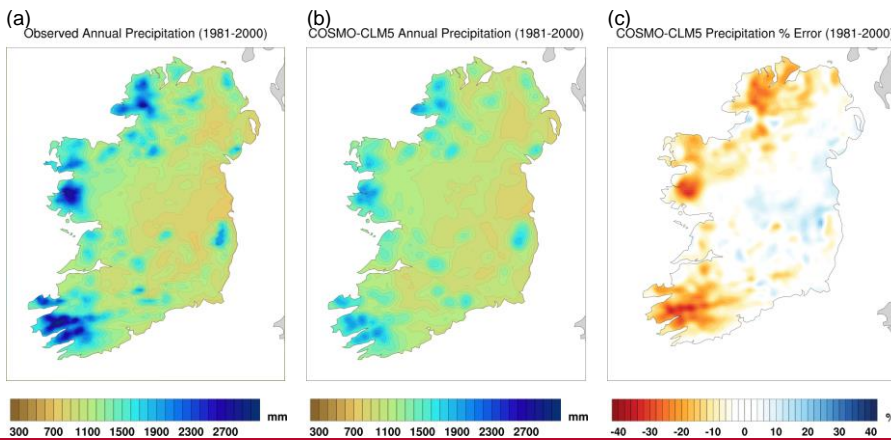 (a)
Observed Annual Precipitation (1981-2000)
(b)
COSMO-CLM5 Annual Precipitation (1981-2000)
(c)
COSMO-CLM5 Precipitation % Error (1981-2000)
mm
300 700 1100 1500 1900 2300 2700
mm
300 700 1100 1500 1900 2300 2700
%
-40 -30 -20 -10 0 10 20 30 40